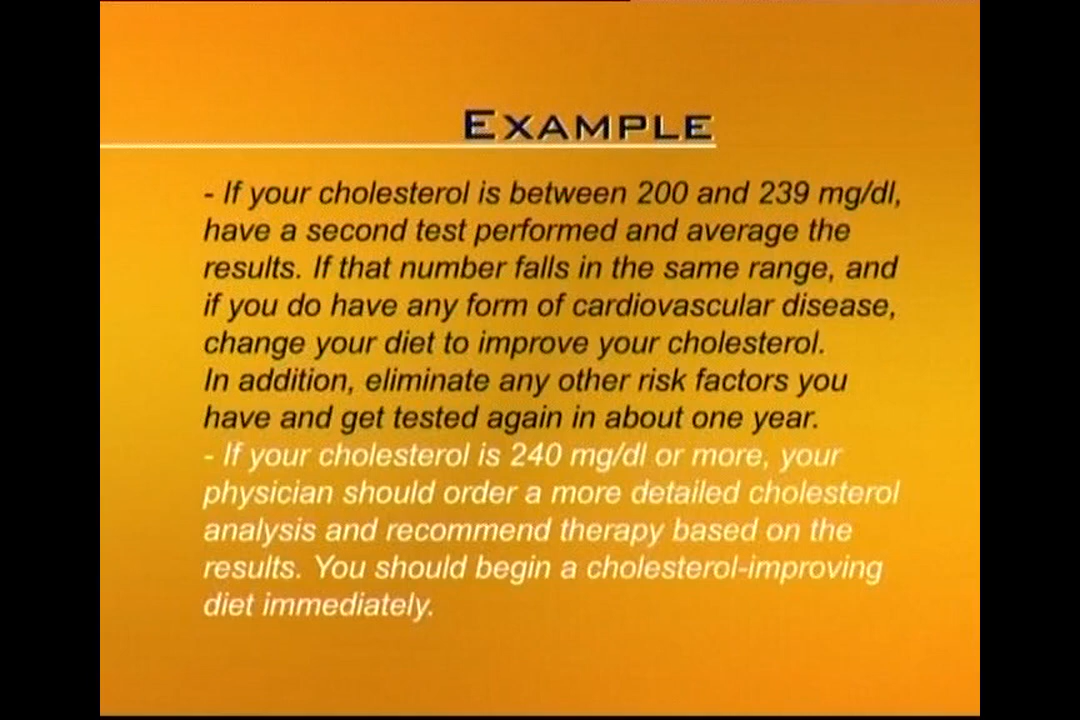 EXAMPLE
- If your cholesterol is between 200 and 239 mg/dl,
have a second test performed and average the
results. If that number falls in the same range, and
if you do have any form of cardiovascular disease,
change your diet to improve your cholesterol.
In addition, eliminate any other risk factors you
have and get tested again in about one year.
- If your cholesterol is 240 mg/dl or more, your
physician should order a more detailed cholesterol
analysis and recommend therapy based on the
results. You should begin a cholesterol-improving
diet immediately.